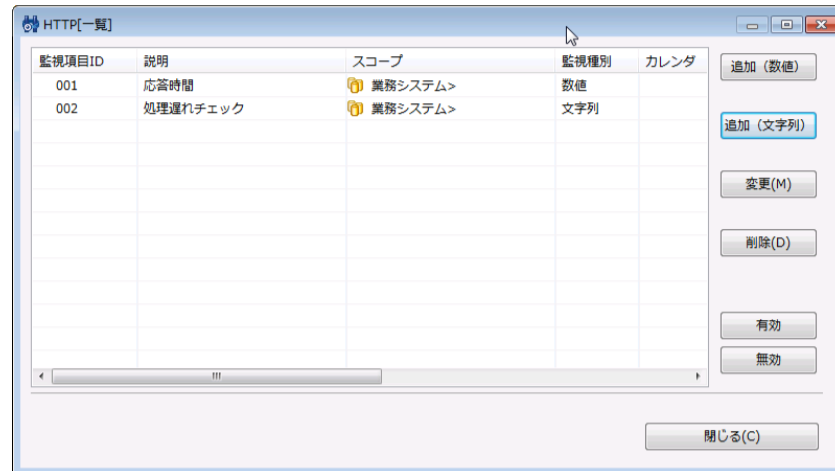 HTTP[一覧]
監視項目ID 説明 スコープ 監視種別 カレンダ
001 応答時間 業務システム> 数値
002 処理遅れチェック 業務システム> 文字列
追加（数値）
追加（文字列）
変更(M)
削除(D)
有効
無効
閉じる(C)